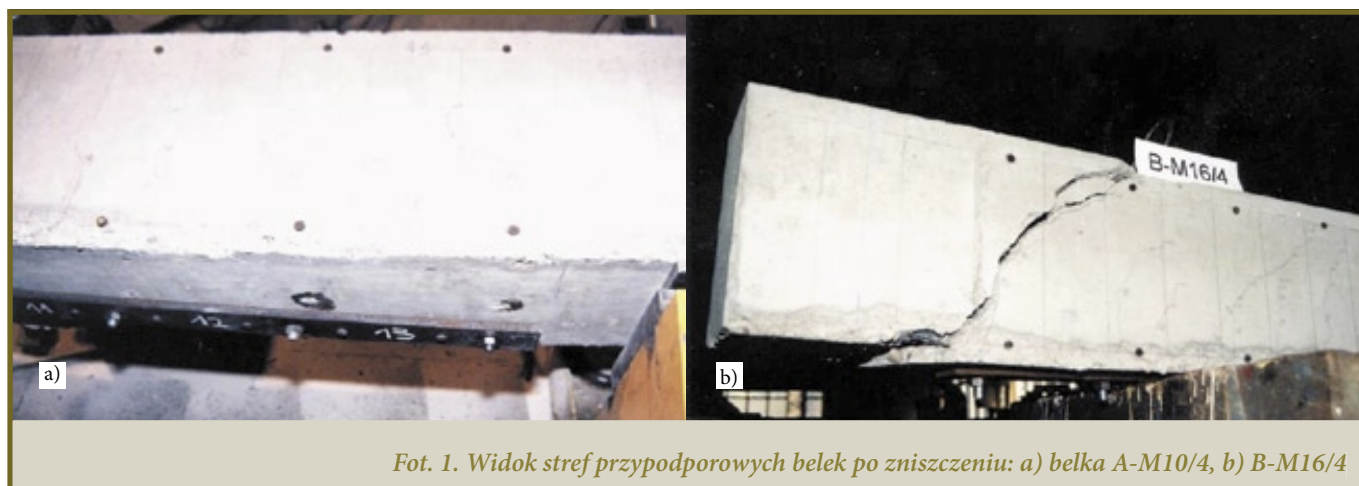 11 12 13
a)
B-M16/4
b)
Fot. 1. Widok stref przypodporowych belek po zniszczeniu: a) belka A-M10/4, b) B-M16/4